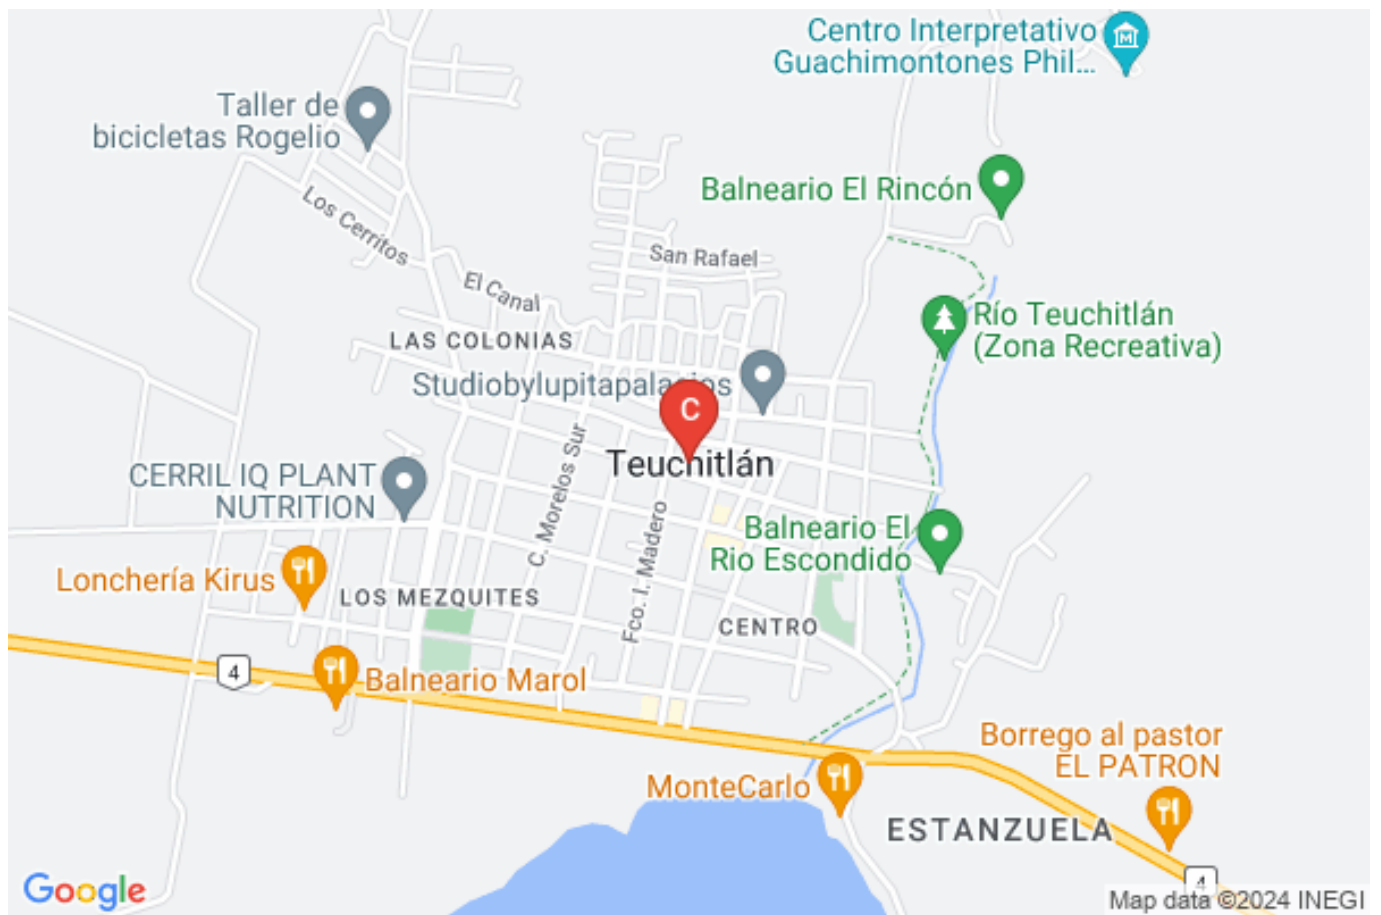 Centro Interpretativo
Guachimontones Phil...
Taller de
bicicletas Rogelio
Balneario El Rincón
Los Cerritos
San Rafael
El Canal
Río Teuchitlán
(Zona Recreativa)
LAS COLONIAS
Studiobylupitapalacios
C
Teuchitlán
CERRIL IQ PLANT
NUTRITION
C. Morelos Sur
Fco. I. Madero
Balneario El
Rio Escondido
Lonchería Kirus
LOS MEZQUITES
CENTRO
4
Balneario Marol
Borrego al pastor
EL PATRON
MonteCarlo
ESTANZUELA
4
Google
Map data ©2024 INEGI